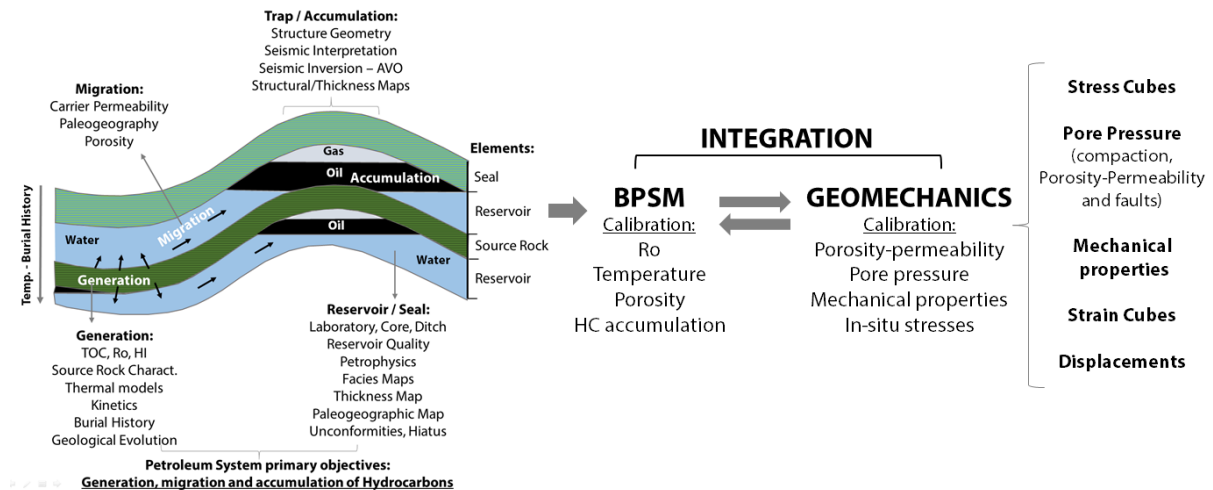 Trap / Accumulation:
Structure Geometry
Seismic Interpretation
Seismic Inversion – AVO
Structural/Thickness Maps
Migration:
Carrier Permeability
Paleogeography
Porosity
Temp. - Burial History
Water
Migration
Generation
Gas
Oil
Accumulation
Oil
Water
Elements:
Seal
Reservoir
Source Rock
Reservoir
Generation:
TOC, Ro, HI
Source Rock Charact.
Thermal models
Kinetics
Burial History
Geological Evolution
Reservoir / Seal:
Laboratory, Core, Ditch
Reservoir Quality
Petrophysics
Facies Maps
Thickness Map
Paleogeographic Map
Unconformities, Hiatus
Petroleum System primary objectives:
Generation, migration and accumulation of Hydrocarbons
INTEGRATION
BPSM
Calibration:
Ro
Temperature
Porosity
HC accumulation
GEOMECHANICS
Calibration:
Porosity-permeability
Pore pressure
Mechanical properties
In-situ stresses
Stress Cubes
Pore Pressure
(compaction,
Porosity-Permeability
and faults)
Mechanical
properties
Strain Cubes
Displacements